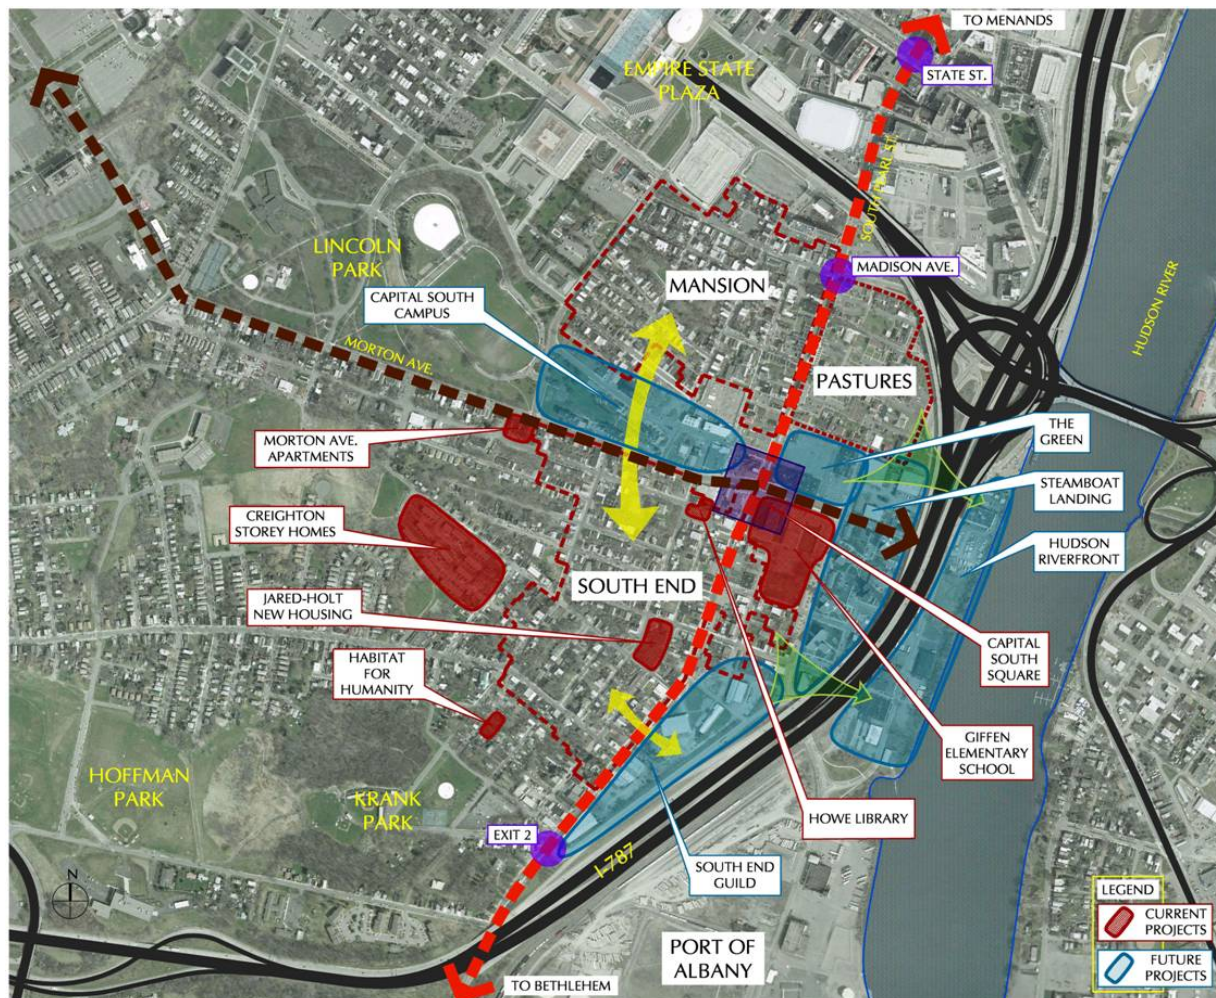 TO MENANDS
STATE ST.
EMPIRE STATE
PLAZA
SOUTH PEARL ST.
HUDSON RIVER
LINCOLN
PARK
MADISON AVE.
MANSION
CAPITAL SOUTH
CAMPUS
MORTON AVE.
PASTURES
THE
GREEN
MORTON AVE.
APARTMENTS
STEAMBOAT
LANDING
CREIGHTON
STOREY HOMES
HUDSON
RIVERFRONT
SOUTH END
JARED-HOLT
NEW HOUSING
CAPITAL
SOUTH
SQUARE
HABITAT
FOR
HUMANITY
GIFFEN
ELEMENTARY
SCHOOL
HOFFMAN
PARK
KRANK
PARK
HOWE LIBRARY
EXIT 2
I-787
SOUTH END
GUILD
N
PORT OF
ALBANY
TO BETHLEHEM
LEGEND
CURRENT
PROJECTS
FUTURE
PROJECTS